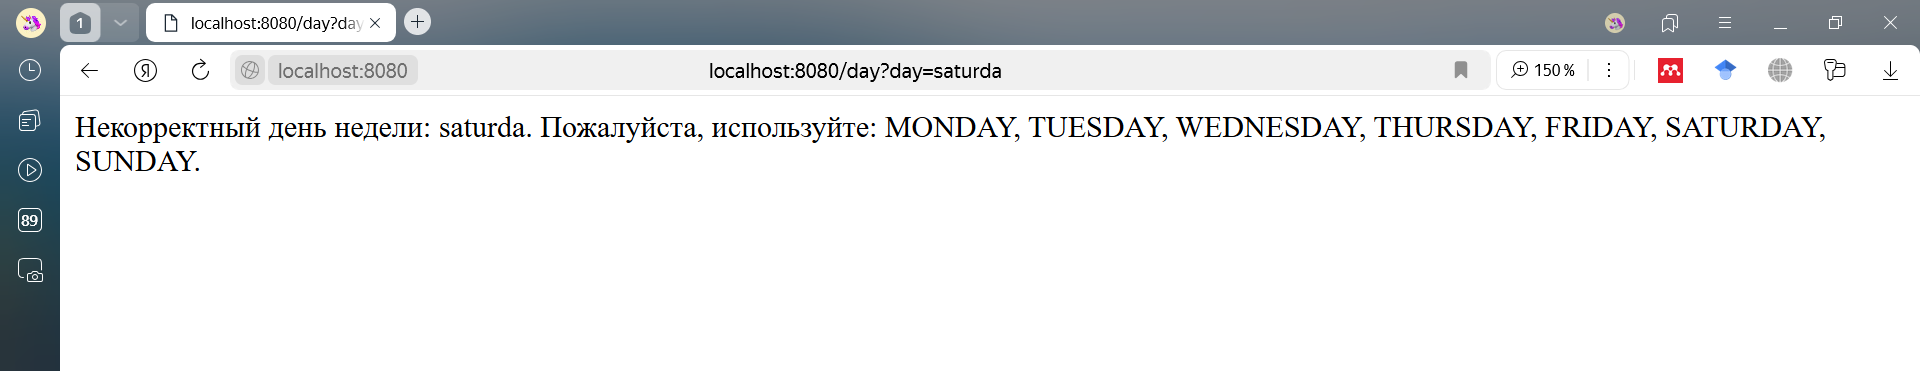 1
localhost:8080/day?day
localhost:8080
localhost:8080/day?day=saturda
150 %
Некорректный день недели: saturda. Пожалуйста, используйте: MONDAY, TUESDAY, WEDNESDAY, THURSDAY, FRIDAY, SATURDAY,
SUNDAY.
89